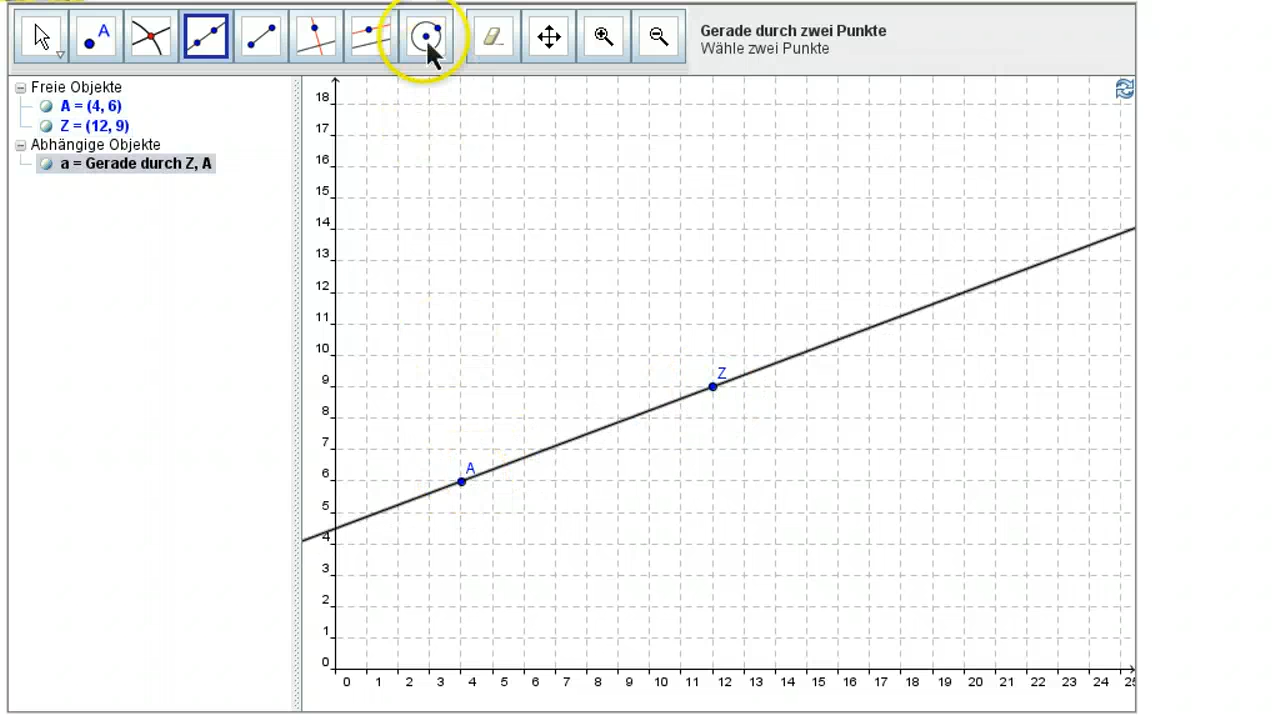 A
Gerade durch zwei Punkte
Wähle zwei Punkte
Freie Objekte
A = (4, 6)
Z = (12, 9)
Abhängige Objekte
a = Gerade durch Z, A
18
17
16
15
14
13
12
11
10
9
8
7
6
5
4
3
2
1
0
Z
A
0 1 2 3 4 5 6 7 8 9 10 11 12 13 14 15 16 17 18 19 20 21 22 23 24 25